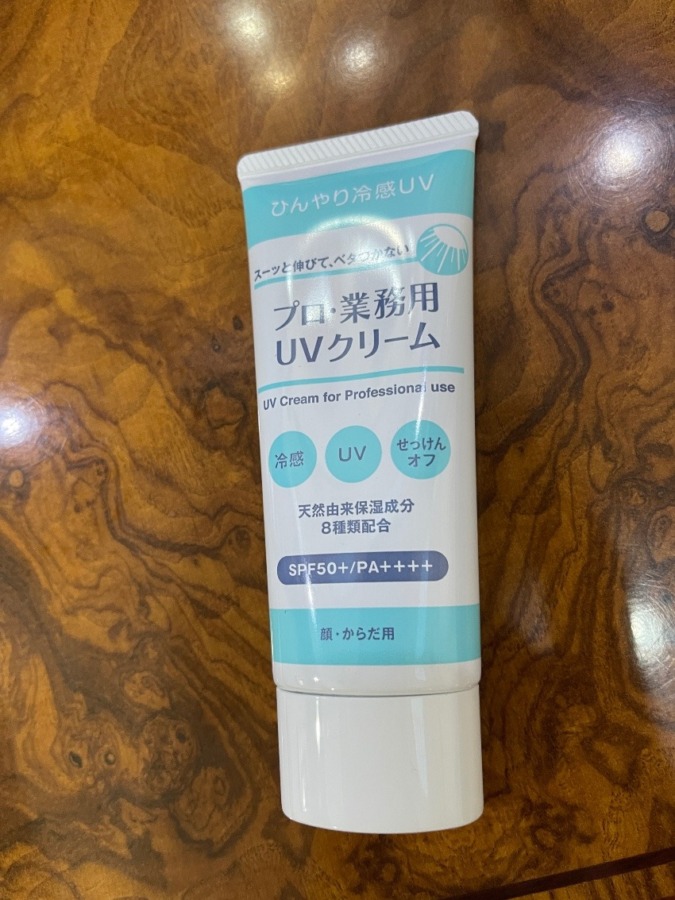 ひんやり冷感UV
スーッと伸びて、ベタつかない
プロ・業務用
UVクリーム
UV Cream for Professional use
冷感
UV
せっけん
オフ
天然由来保湿成分
8種類配合
SPF50+/PA++++
顔・からだ用